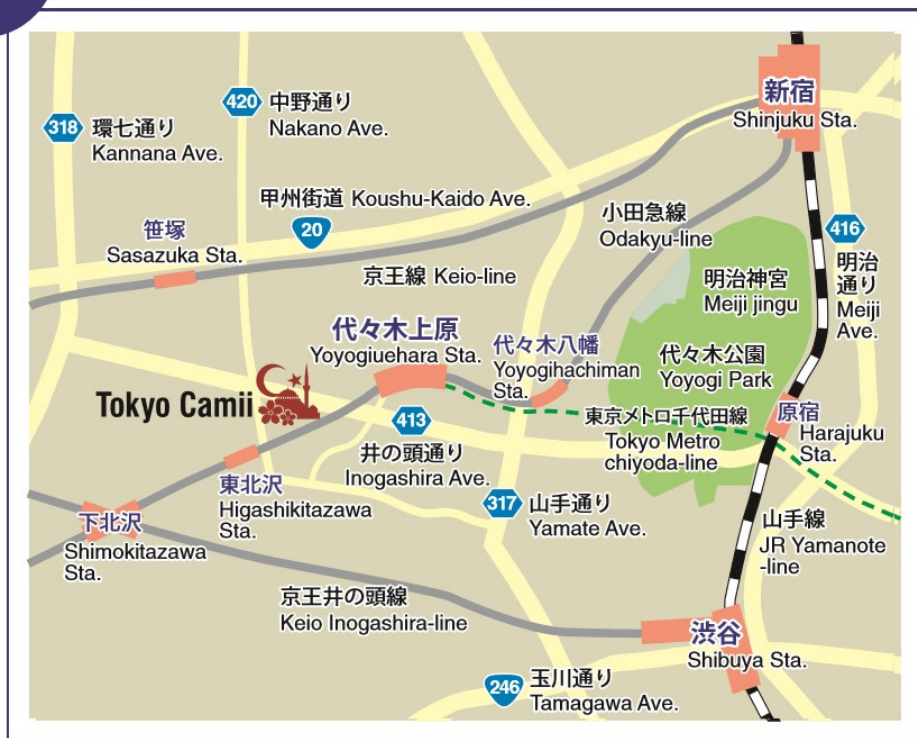 新宿
Shinjuku Sta.
420
中野通り
Nakano Ave.
318
環七通り
Kannana Ave.
甲州街道 Koushu-Kaido Ave.
20
笹塚
Sasazuka Sta.
小田急線
Odakyu-line
416
明治
通り
Meiji
Ave.
京王線 Keio-line
明治神宮
Meiji jingu
代々木上原
Yoyogiuehara Sta.
代々木八幡
Yoyogihachiman
Sta.
代々木公園
Yoyogi Park
Tokyo Camii
413
井の頭通り
Inogashira Ave.
東京メトロ千代田線
Tokyo Metro
chiyoda-line
原宿
Harajuku
Sta.
東北沢
Higashikitazawa
Sta.
317
山手通り
Yamate Ave.
下北沢
Shimokitazawa
Sta.
山手線
JR Yamanote
-line
京王井の頭線
Keio Inogashira-line
渋谷
Shibuya Sta.
246
玉川通り
Tamagawa Ave.